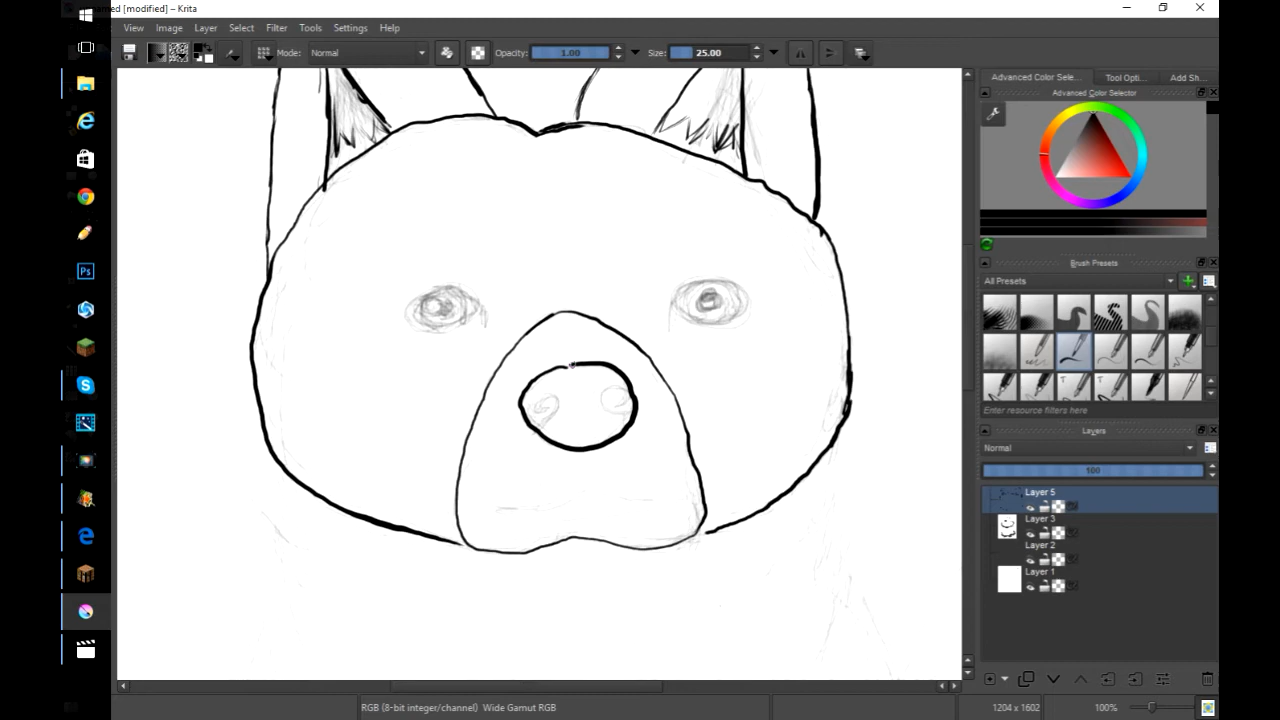 named [modified] – Krita
View Image Layer Select Filter Tools Settings Help
Mode: Normal Opacity: 1.00 Size: 25.00
Advanced Color Sele... Tool Opti... Add Sh...
Advanced Color Selector
Brush Presets
All Presets
Enter resource filters here
Layers
Normal
100
Layer 5
Layer 3
Layer 2
Layer 1
RGB (8-bit integer/channel) Wide Gamut RGB 1204 x 1602 100%
Ps